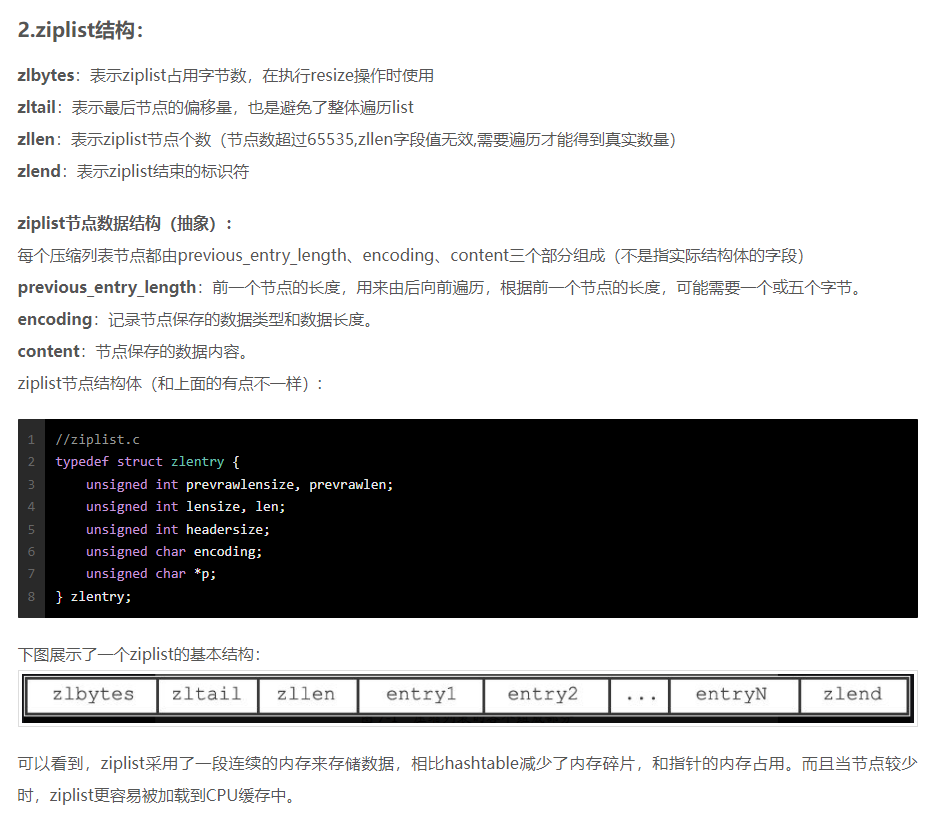 2.ziplist结构：
zlbytes：表示ziplist占用字节数，在执行resize操作时使用
zltail：表示最后节点的偏移量，也是避免了整体遍历list
zllen：表示ziplist节点个数（节点数超过65535,zllen字段值无效,需要遍历才能得到真实数量）
zlend：表示ziplist结束的标识符
ziplist节点数据结构（抽象）：
每个压缩列表节点都由previous_entry_length、encoding、content三个部分组成（不是指实际结构体的字段）
previous_entry_length：前一个节点的长度，用来由后向前遍历，根据前一个节点的长度，可能需要一个或五个字节。
encoding：记录节点保存的数据类型和数据长度。
content：节点保存的数据内容。
ziplist节点结构体（和上面的有点不一样）：
1 //ziplist.c
2 typedef struct zlentry {
3     unsigned int prevrawlensize, prevrawlen;
4     unsigned int lensize, len;
5     unsigned int headersize;
6     unsigned char encoding;
7     unsigned char *p;
8 } zlentry;
下图展示了一个ziplist的基本结构：
zlbytes zltail zllen entry1 entry2 ... entryN zlend
可以看到，ziplist采用了一段连续的内存来存储数据，相比hashtable减少了内存碎片，和指针的内存占用。而且当节点较少
时，ziplist更容易被加载到CPU缓存中。